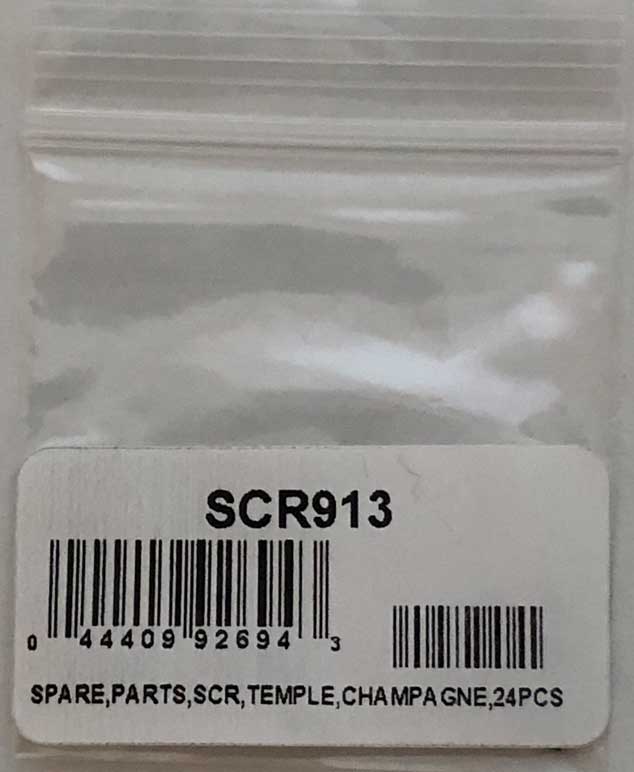 SCR913
0 44409 92694 3
SPARE,PARTS,SCR,TEMPLE,CHAMPAGNE,24PCS